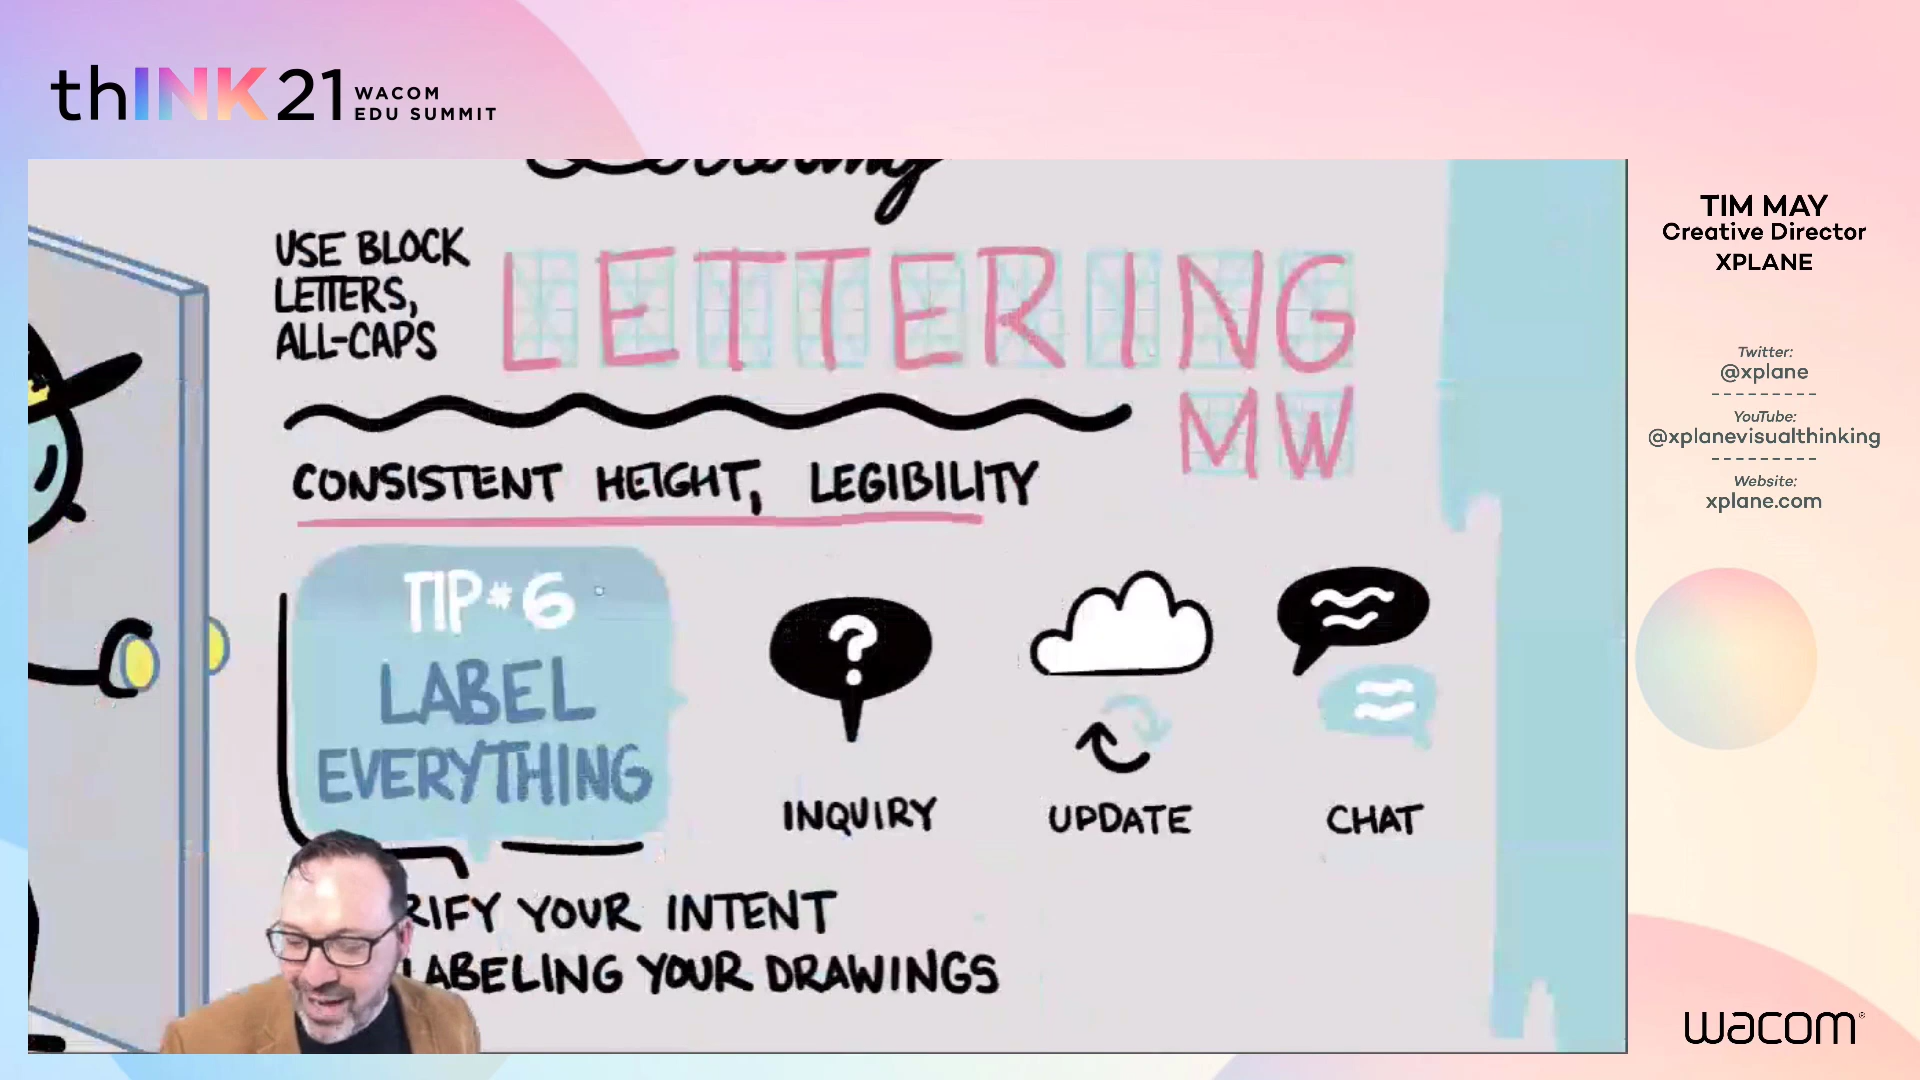 thINK21 WACOM
EDU SUMMIT
Lettering
USE BLOCK
LETTERS,
ALL-CAPS
LETTERING
MW
CONSISTENT HEIGHT, LEGIBILITY
TIP #6
LABEL
EVERYTHING
?
INQUIRY
UPDATE
CHAT
RIFY YOUR INTENT
LABELING YOUR DRAWINGS
TIM MAY
Creative Director
XPLANE
Twitter:
@xplane
YouTube:
@xplanevisualthinking
Website:
xplane.com
wacom®